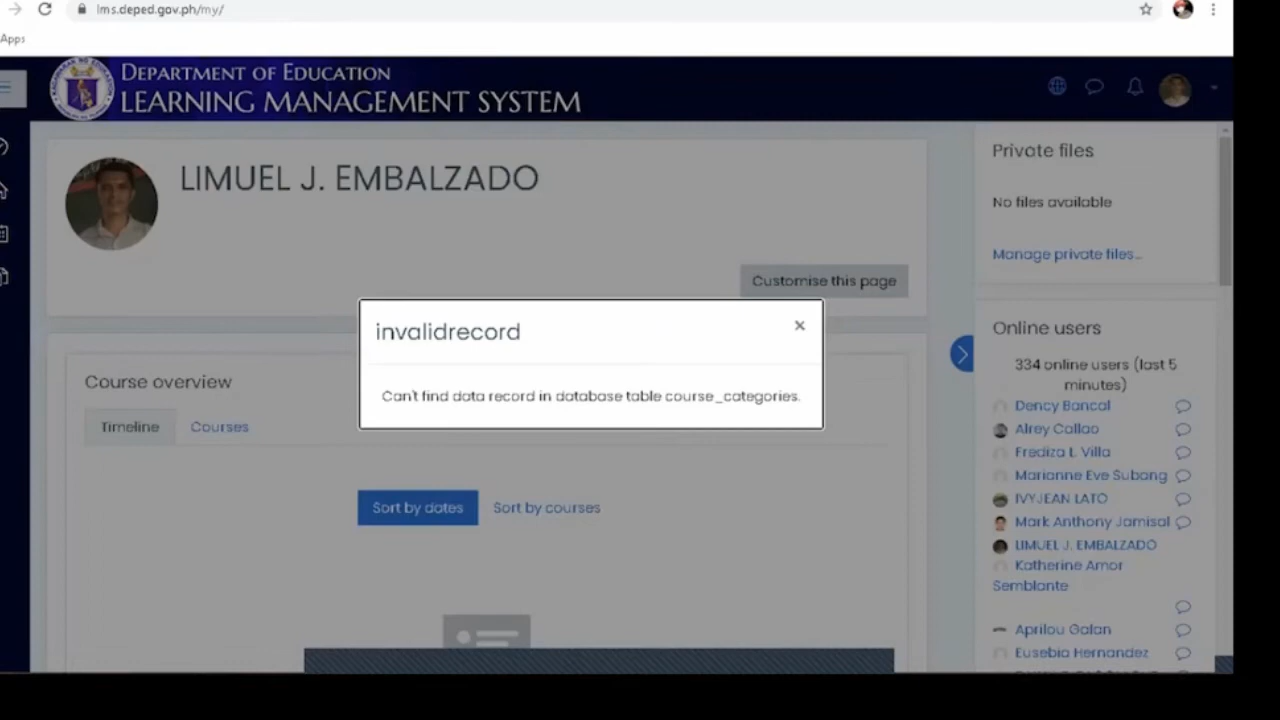 lms.deped.gov.ph/my/
Apps
DEPARTMENT OF EDUCATION
LEARNING MANAGEMENT SYSTEM
LIMUEL J. EMBALZADO
Customise this page
invalidrecord
×
Can't find data record in database table course_categories.
Course overview
Timeline
Courses
Sort by dates
Sort by courses
Private files
No files available
Manage private files...
Online users
334 online users (last 5
minutes)
Dency Bancal
Alrey Callao
Frediza L. Villa
Marianne Eve Subang
IVYJEAN LATO
Mark Anthony Jamisal
LIMUEL J. EMBALZADO
Katherine Amor
Semblante
Aprilou Galan
Eusebia Hernandez